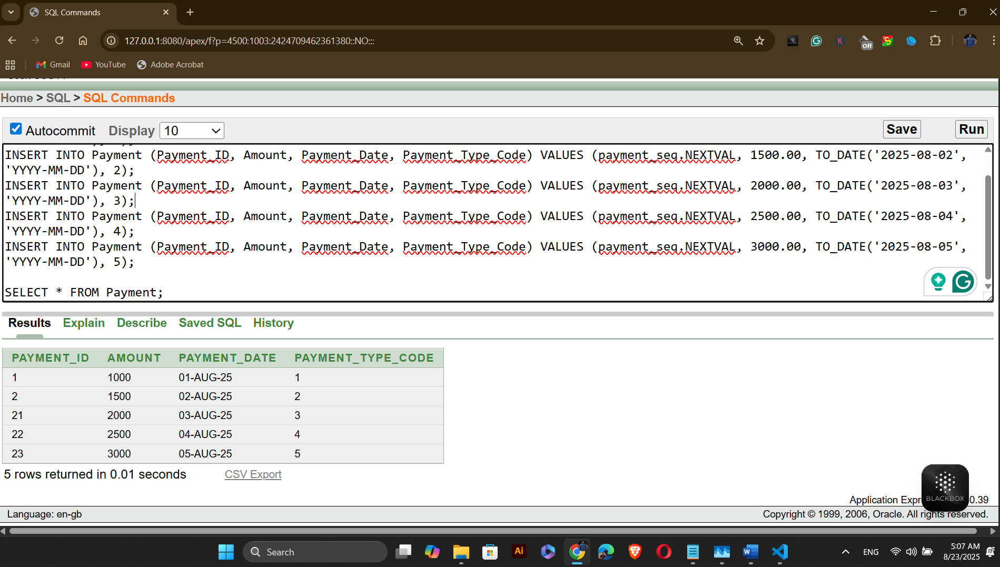 SQL Commands
127.0.0.1:8080/apex/f?p=4500:1003:2424709462361380::NO:::
K
Off
S
Gmail
YouTube
Adobe Acrobat
Home > SQL > SQL Commands
Autocommit
Display
10
Save
Run
INSERT INTO Payment (Payment_ID, Amount, Payment_Date, Payment_Type_Code) VALUES (payment_seq.NEXTVAL, 1500.00, TO_DATE('2025-08-02',
'YYYY-MM-DD'), 2);
INSERT INTO Payment (Payment_ID, Amount, Payment_Date, Payment_Type_Code) VALUES (payment_seq.NEXTVAL, 2000.00, TO_DATE('2025-08-03',
'YYYY-MM-DD'), 3);
INSERT INTO Payment (Payment_ID, Amount, Payment_Date, Payment_Type_Code) VALUES (payment_seq.NEXTVAL, 2500.00, TO_DATE('2025-08-04',
'YYYY-MM-DD'), 4);
INSERT INTO Payment (Payment_ID, Amount, Payment_Date, Payment_Type_Code) VALUES (payment_seq.NEXTVAL, 3000.00, TO_DATE('2025-08-05',
'YYYY-MM-DD'), 5);
SELECT * FROM Payment;
Results Explain Describe Saved SQL History
PAYMENT_ID AMOUNT PAYMENT_DATE PAYMENT_TYPE_CODE
1 1000 01-AUG-25 1
2 1500 02-AUG-25 2
21 2000 03-AUG-25 3
22 2500 04-AUG-25 4
23 3000 05-AUG-25 5
5 rows returned in 0.01 seconds
CSV Export
BLACKBOX
Application Expr
0.39
Language: en-gb
Copyright © 1999, 2006, Oracle. All rights reserved.
Search
Ai
W
ENG
5:07 AM
8/23/2025